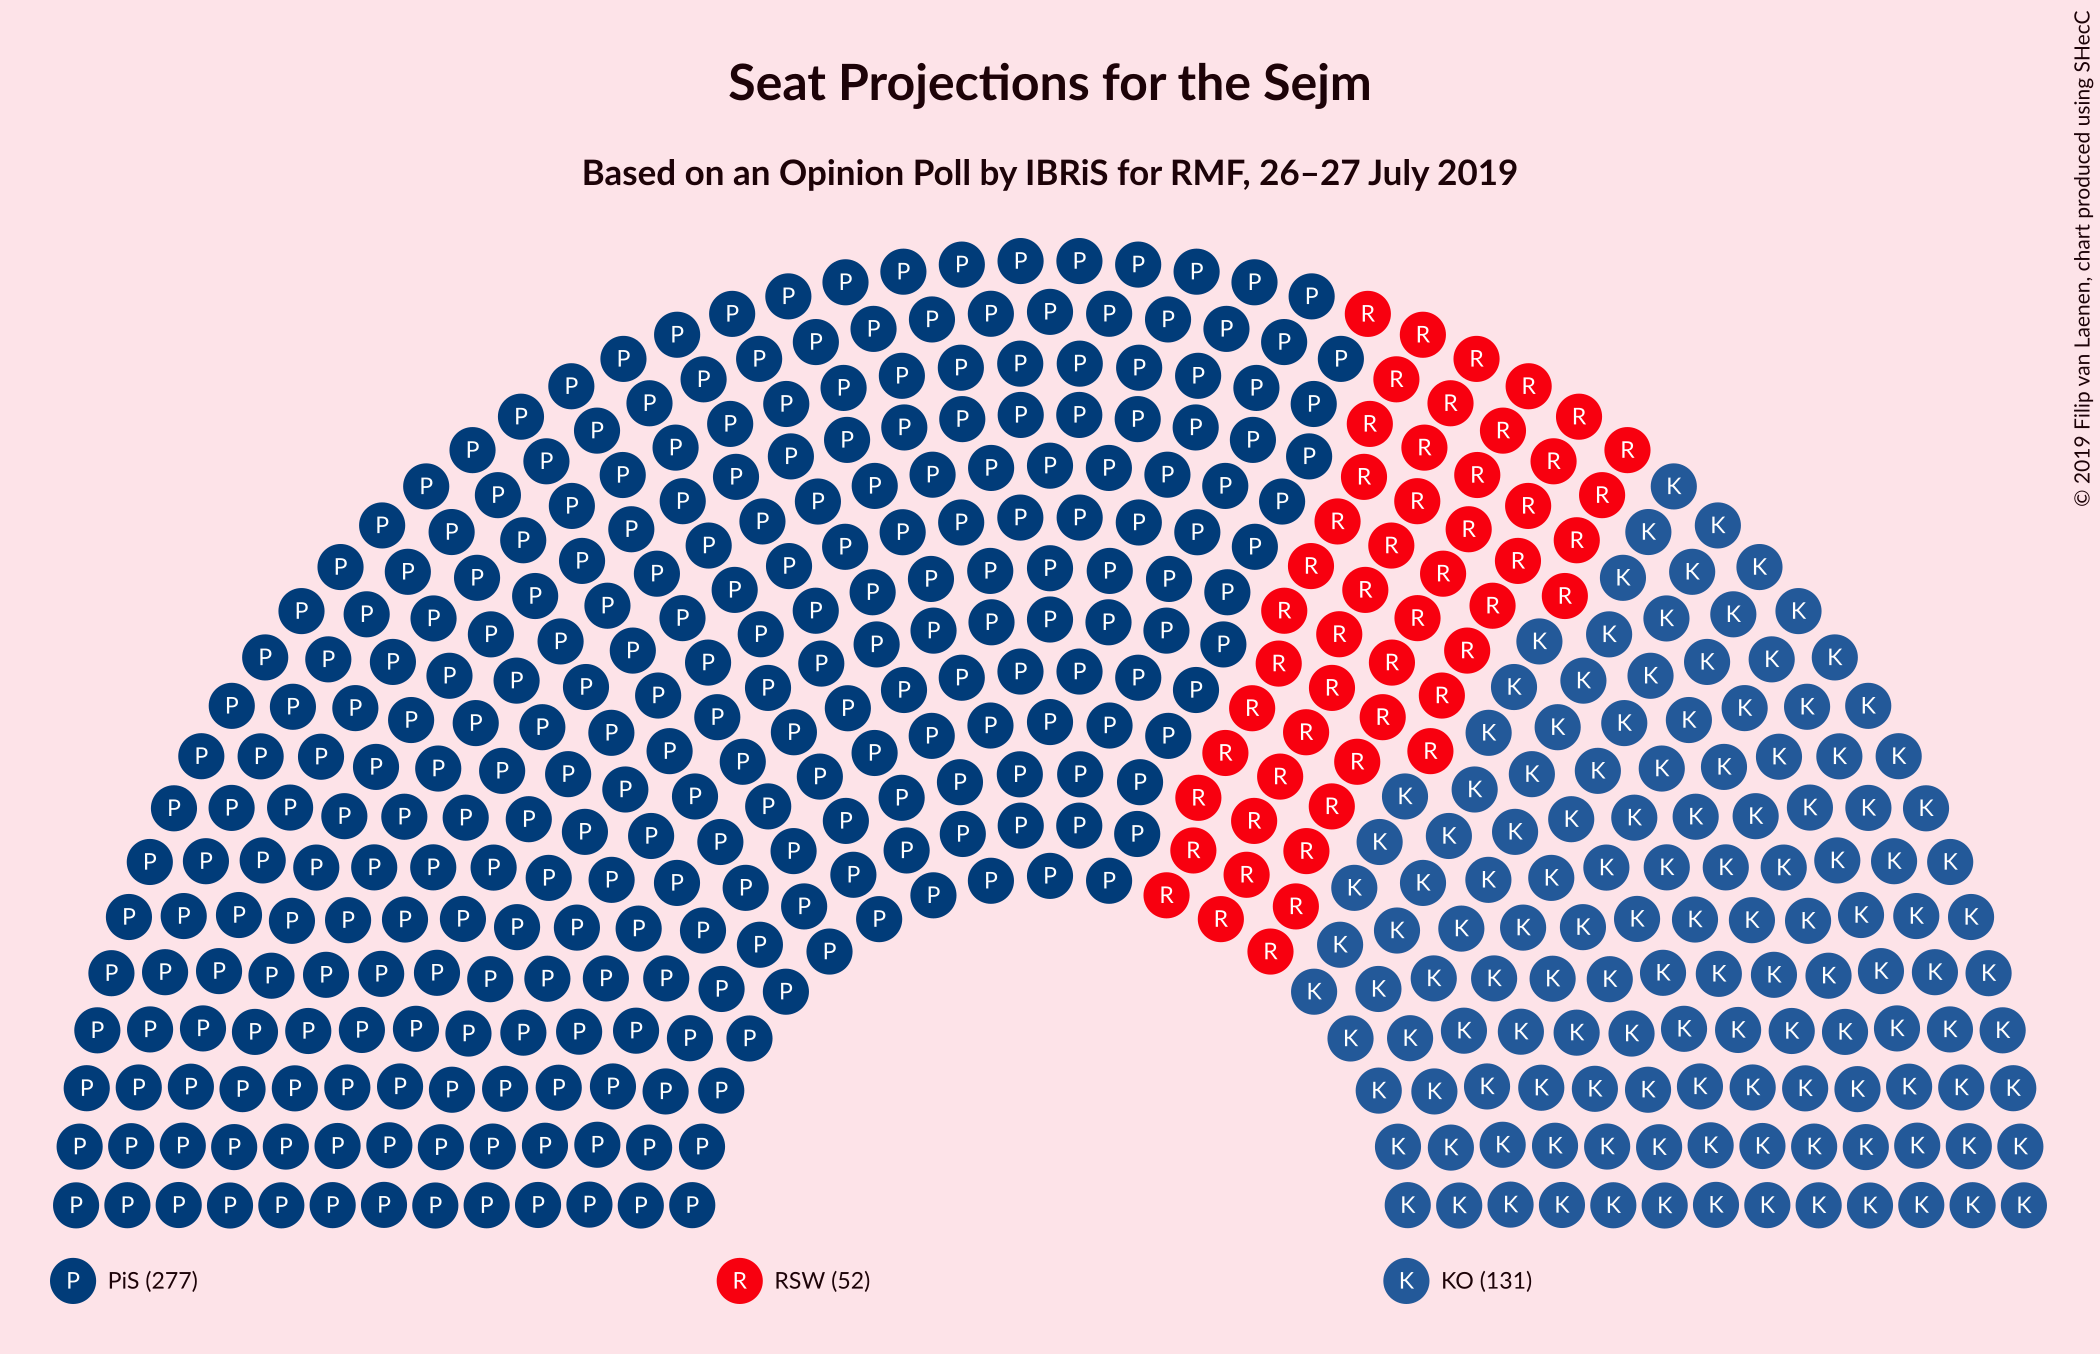 Seat Projections for the Sejm
Based on an Opinion Poll by IBRiS for RMF, 26–27 July 2019
© 2019 Filip van Laenen, chart produced using SHecC
P PiS (277)
R RSW (52)
K KO (131)